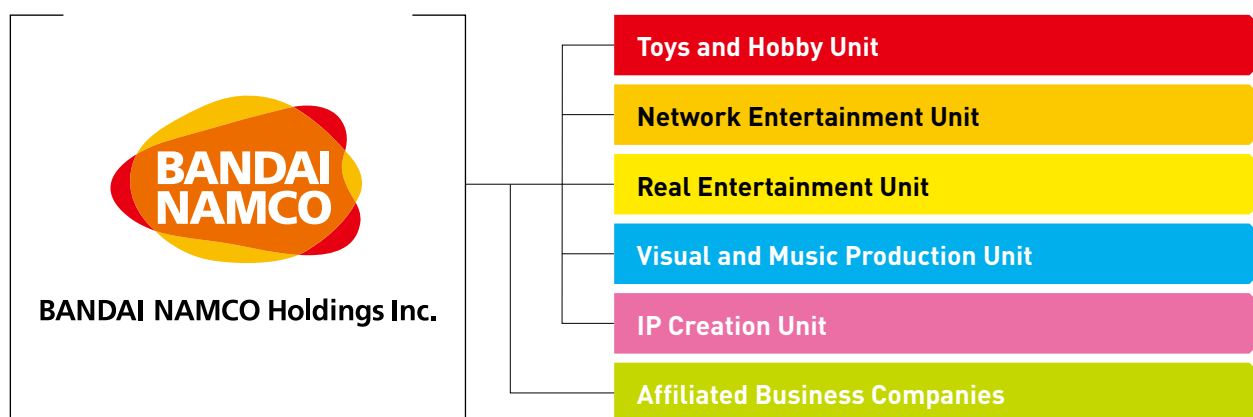 BANDAI
NAMCO
BANDAI NAMCO Holdings Inc.
Toys and Hobby Unit
Network Entertainment Unit
Real Entertainment Unit
Visual and Music Production Unit
IP Creation Unit
Affiliated Business Companies